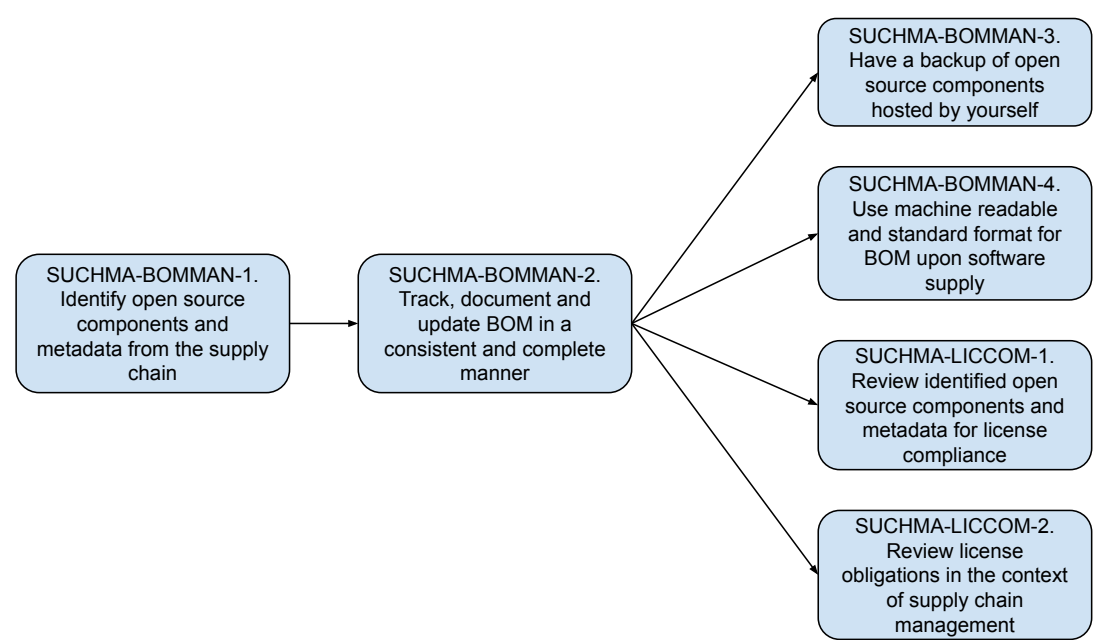 SUCHMA-BOMMAN-1.
Identify open source
components and
metadata from the supply
chain
SUCHMA-BOMMAN-2.
Track, document and
update BOM in a
consistent and complete
manner
SUCHMA-BOMMAN-3.
Have a backup of open
source components
hosted by yourself
SUCHMA-BOMMAN-4.
Use machine readable
and standard format for
BOM upon software
supply
SUCHMA-LICCOM-1.
Review identified open
source components and
metadata for license
compliance
SUCHMA-LICCOM-2.
Review license
obligations in the context
of supply chain
management